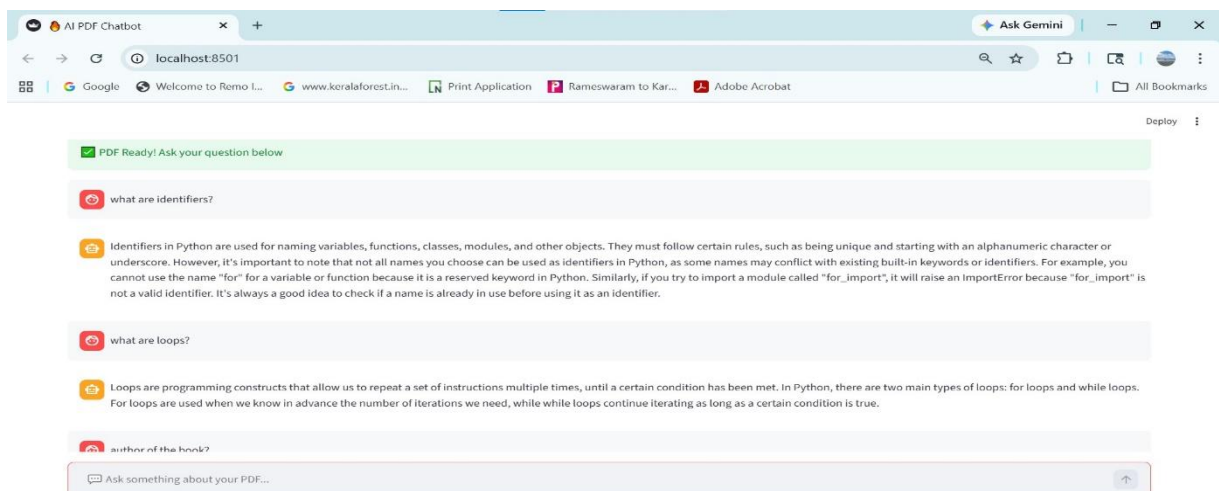 AI PDF Chatbot
Ask Gemini
localhost:8501
Google Welcome to Remo I... www.keralaforest.in... Print Application Rameswaram to Kar... Adobe Acrobat All Bookmarks
Deploy
PDF Ready! Ask your question below
what are identifiers?
Identifiers in Python are used for naming variables, functions, classes, modules, and other objects. They must follow certain rules, such as being unique and starting with an alphanumeric character or
underscore. However, it's important to note that not all names you choose can be used as identifiers in Python, as some names may conflict with existing built-in keywords or identifiers. For example, you
cannot use the name "for" for a variable or function because it is a reserved keyword in Python. Similarly, if you try to import a module called "for_import", it will raise an ImportError because "for_import" is
not a valid identifier. It's always a good idea to check if a name is already in use before using it as an identifier.
what are loops?
Loops are programming constructs that allow us to repeat a set of instructions multiple times, until a certain condition has been met. In Python, there are two main types of loops: for loops and while loops.
For loops are used when we know in advance the number of iterations we need, while while loops continue iterating as long as a certain condition is true.
author of the book?
Ask something about your PDF...